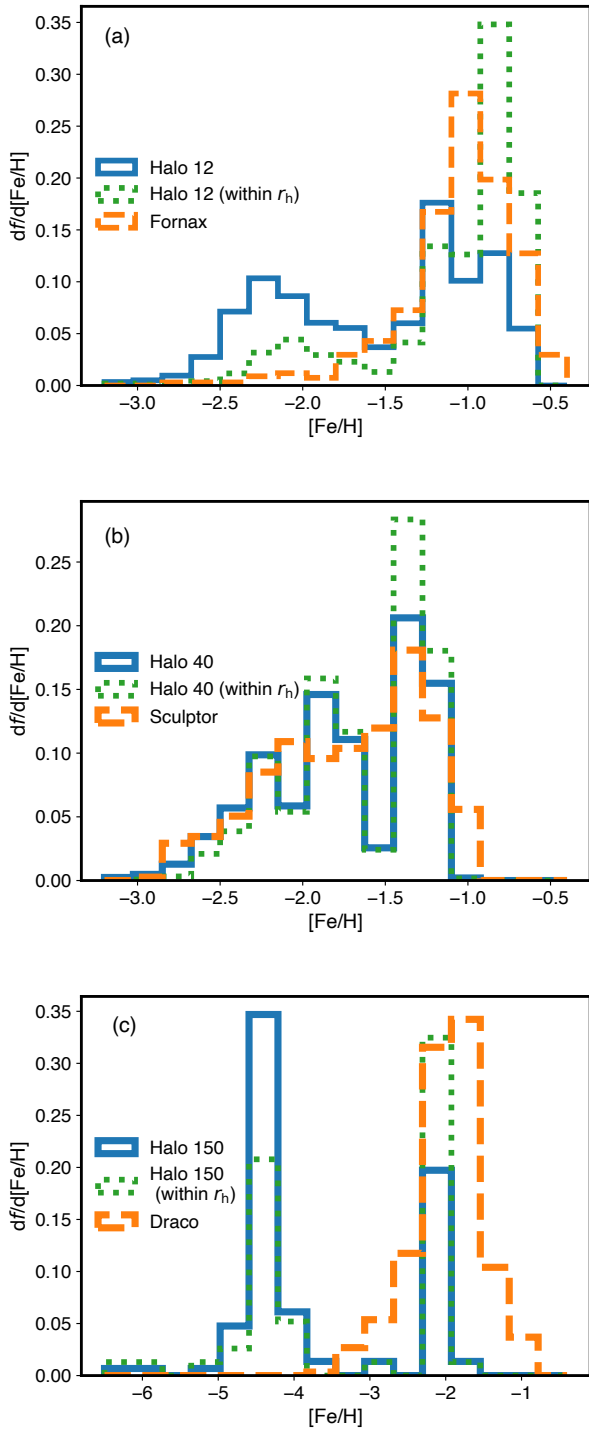 (a)
0.35
0.30
0.25
0.20
0.15
0.10
0.05
0.00
df/d[Fe/H]
Halo 12
Halo 12 (within rh)
Fornax
−3.0 −2.5 −2.0 −1.5 −1.0 −0.5
[Fe/H]
(b)
0.25
0.20
0.15
0.10
0.05
0.00
df/d[Fe/H]
Halo 40
Halo 40 (within rh)
Sculptor
−3.0 −2.5 −2.0 −1.5 −1.0 −0.5
[Fe/H]
(c)
0.35
0.30
0.25
0.20
0.15
0.10
0.05
0.00
df/d[Fe/H]
Halo 150
Halo 150
(within rh)
Draco
−6 −5 −4 −3 −2 −1
[Fe/H]